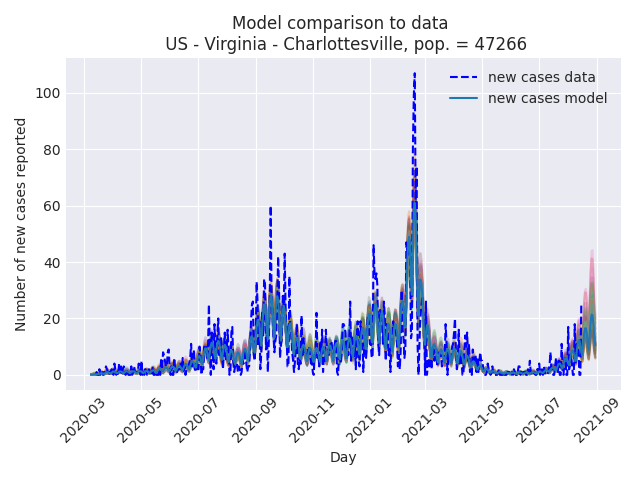 Model comparison to data
US - Virginia - Charlottesville, pop. = 47266
new cases data
new cases model
Number of new cases reported
100
80
60
40
20
0
2020-03
2020-05
2020-07
2020-09
2020-11
2021-01
2021-03
2021-05
2021-07
2021-09
Day